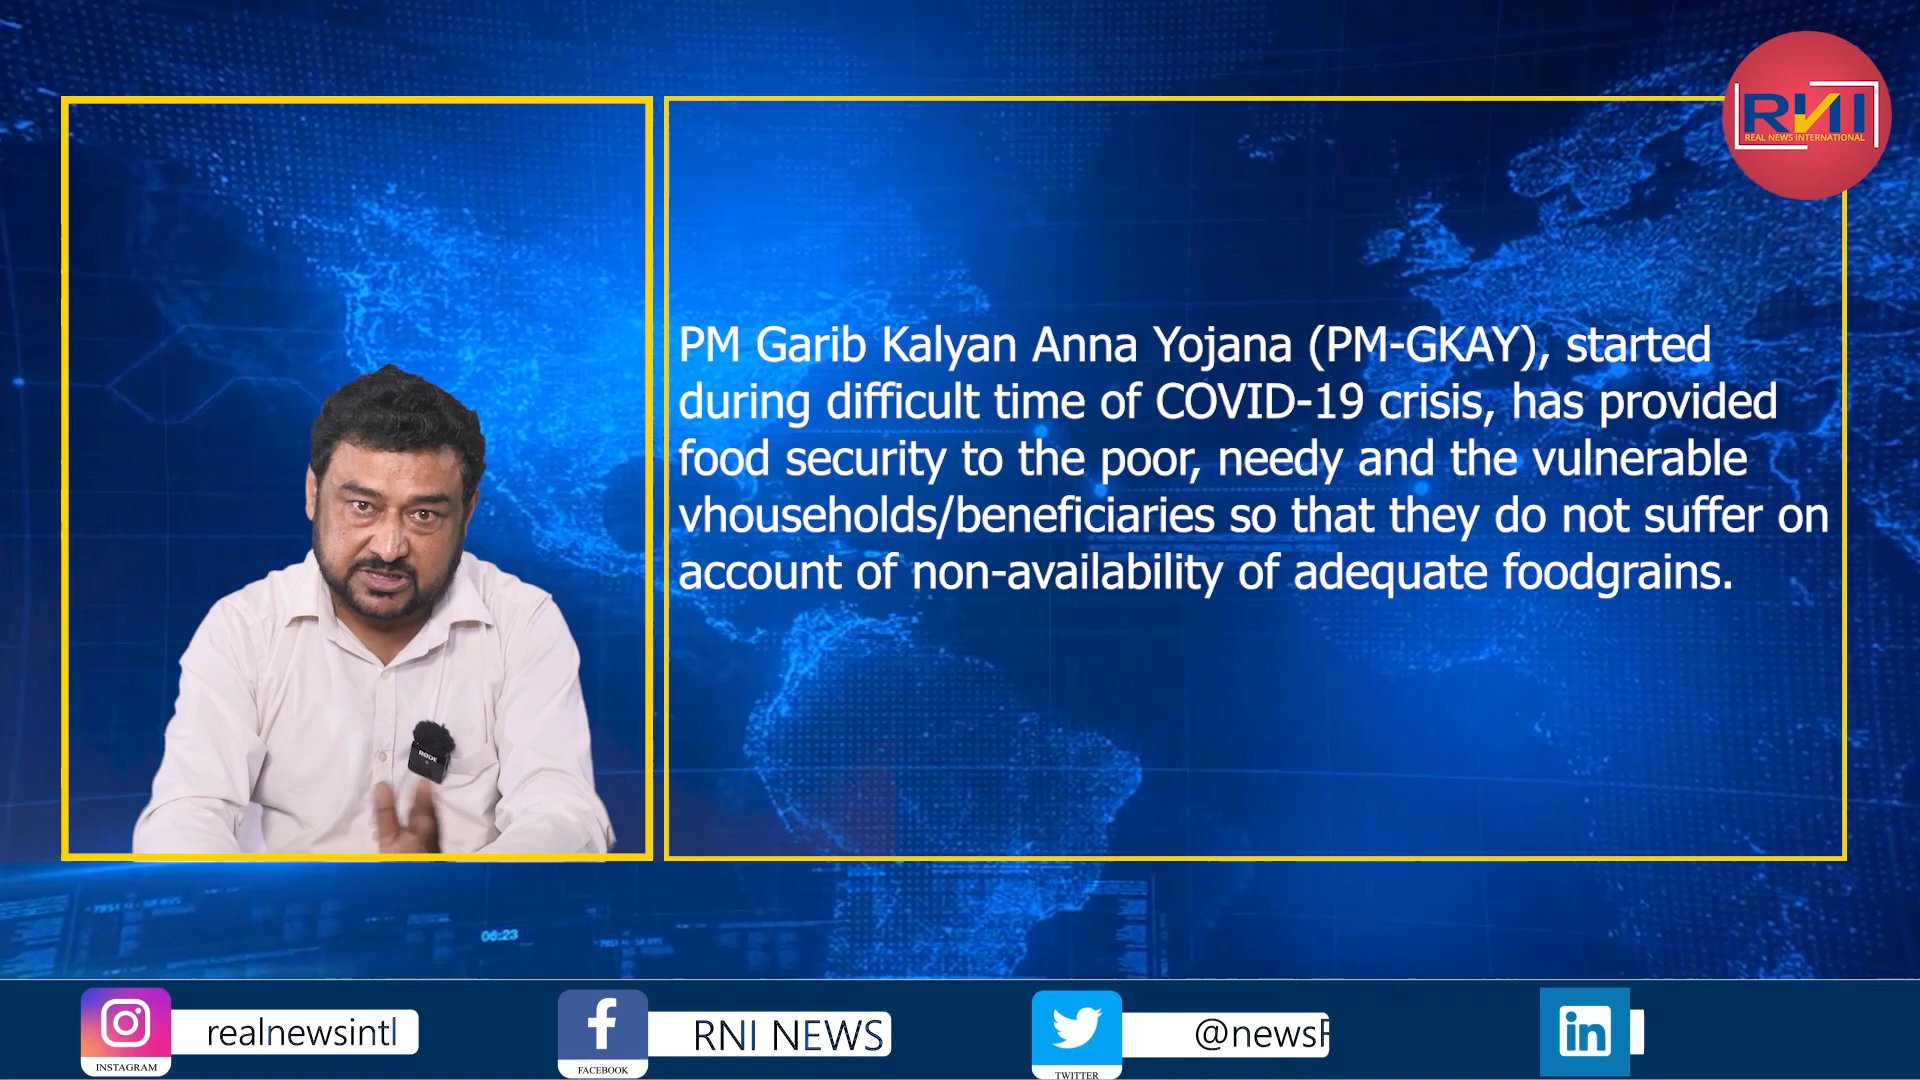 RNI
REAL NEWS INTERNATIONAL
PM Garib Kalyan Anna Yojana (PM-GKAY), started
during difficult time of COVID-19 crisis, has provided
food security to the poor, needy and the vulnerable
vhouseholds/beneficiaries so that they do not suffer on
account of non-availability of adequate foodgrains.
RODE
06:23
realnewsintl
INSTAGRAM
RNI NEWS
FACEBOOK
@newsR
TWITTER
in